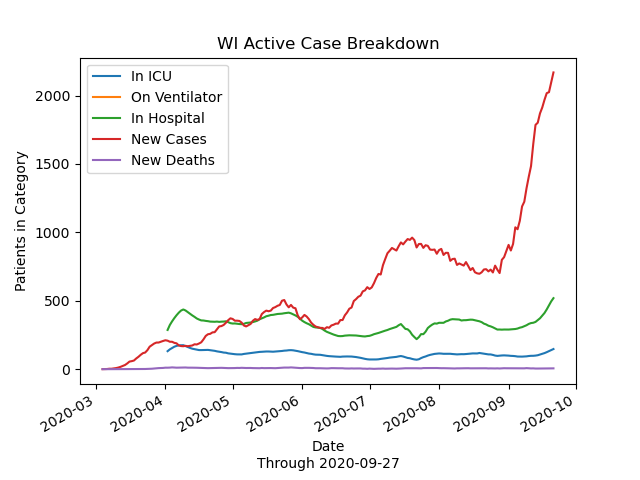 WI Active Case Breakdown
In ICU
On Ventilator
In Hospital
New Cases
New Deaths
Patients in Category
2000
1500
1000
500
0
2020-03
2020-04
2020-05
2020-06
2020-07
2020-08
2020-09
2020-10
Date
Through 2020-09-27